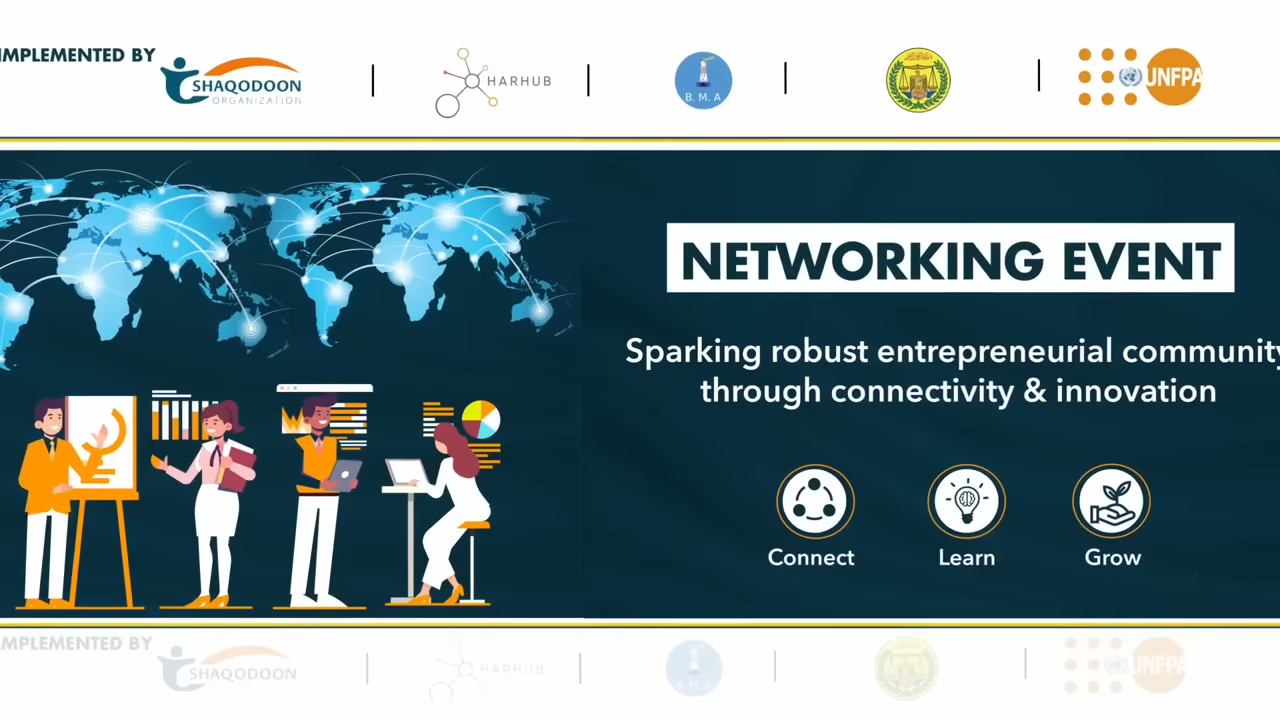 IMPLEMENTED BY
SHAQODOON
ORGANIZATION
HARHUB
B. M. A
UNFPA
NETWORKING EVENT
Sparking robust entrepreneurial community
through connectivity & innovation
Connect
Learn
Grow
IMPLEMENTED BY
SHAQODOON
HARHUB
B. M. A
UNFPA